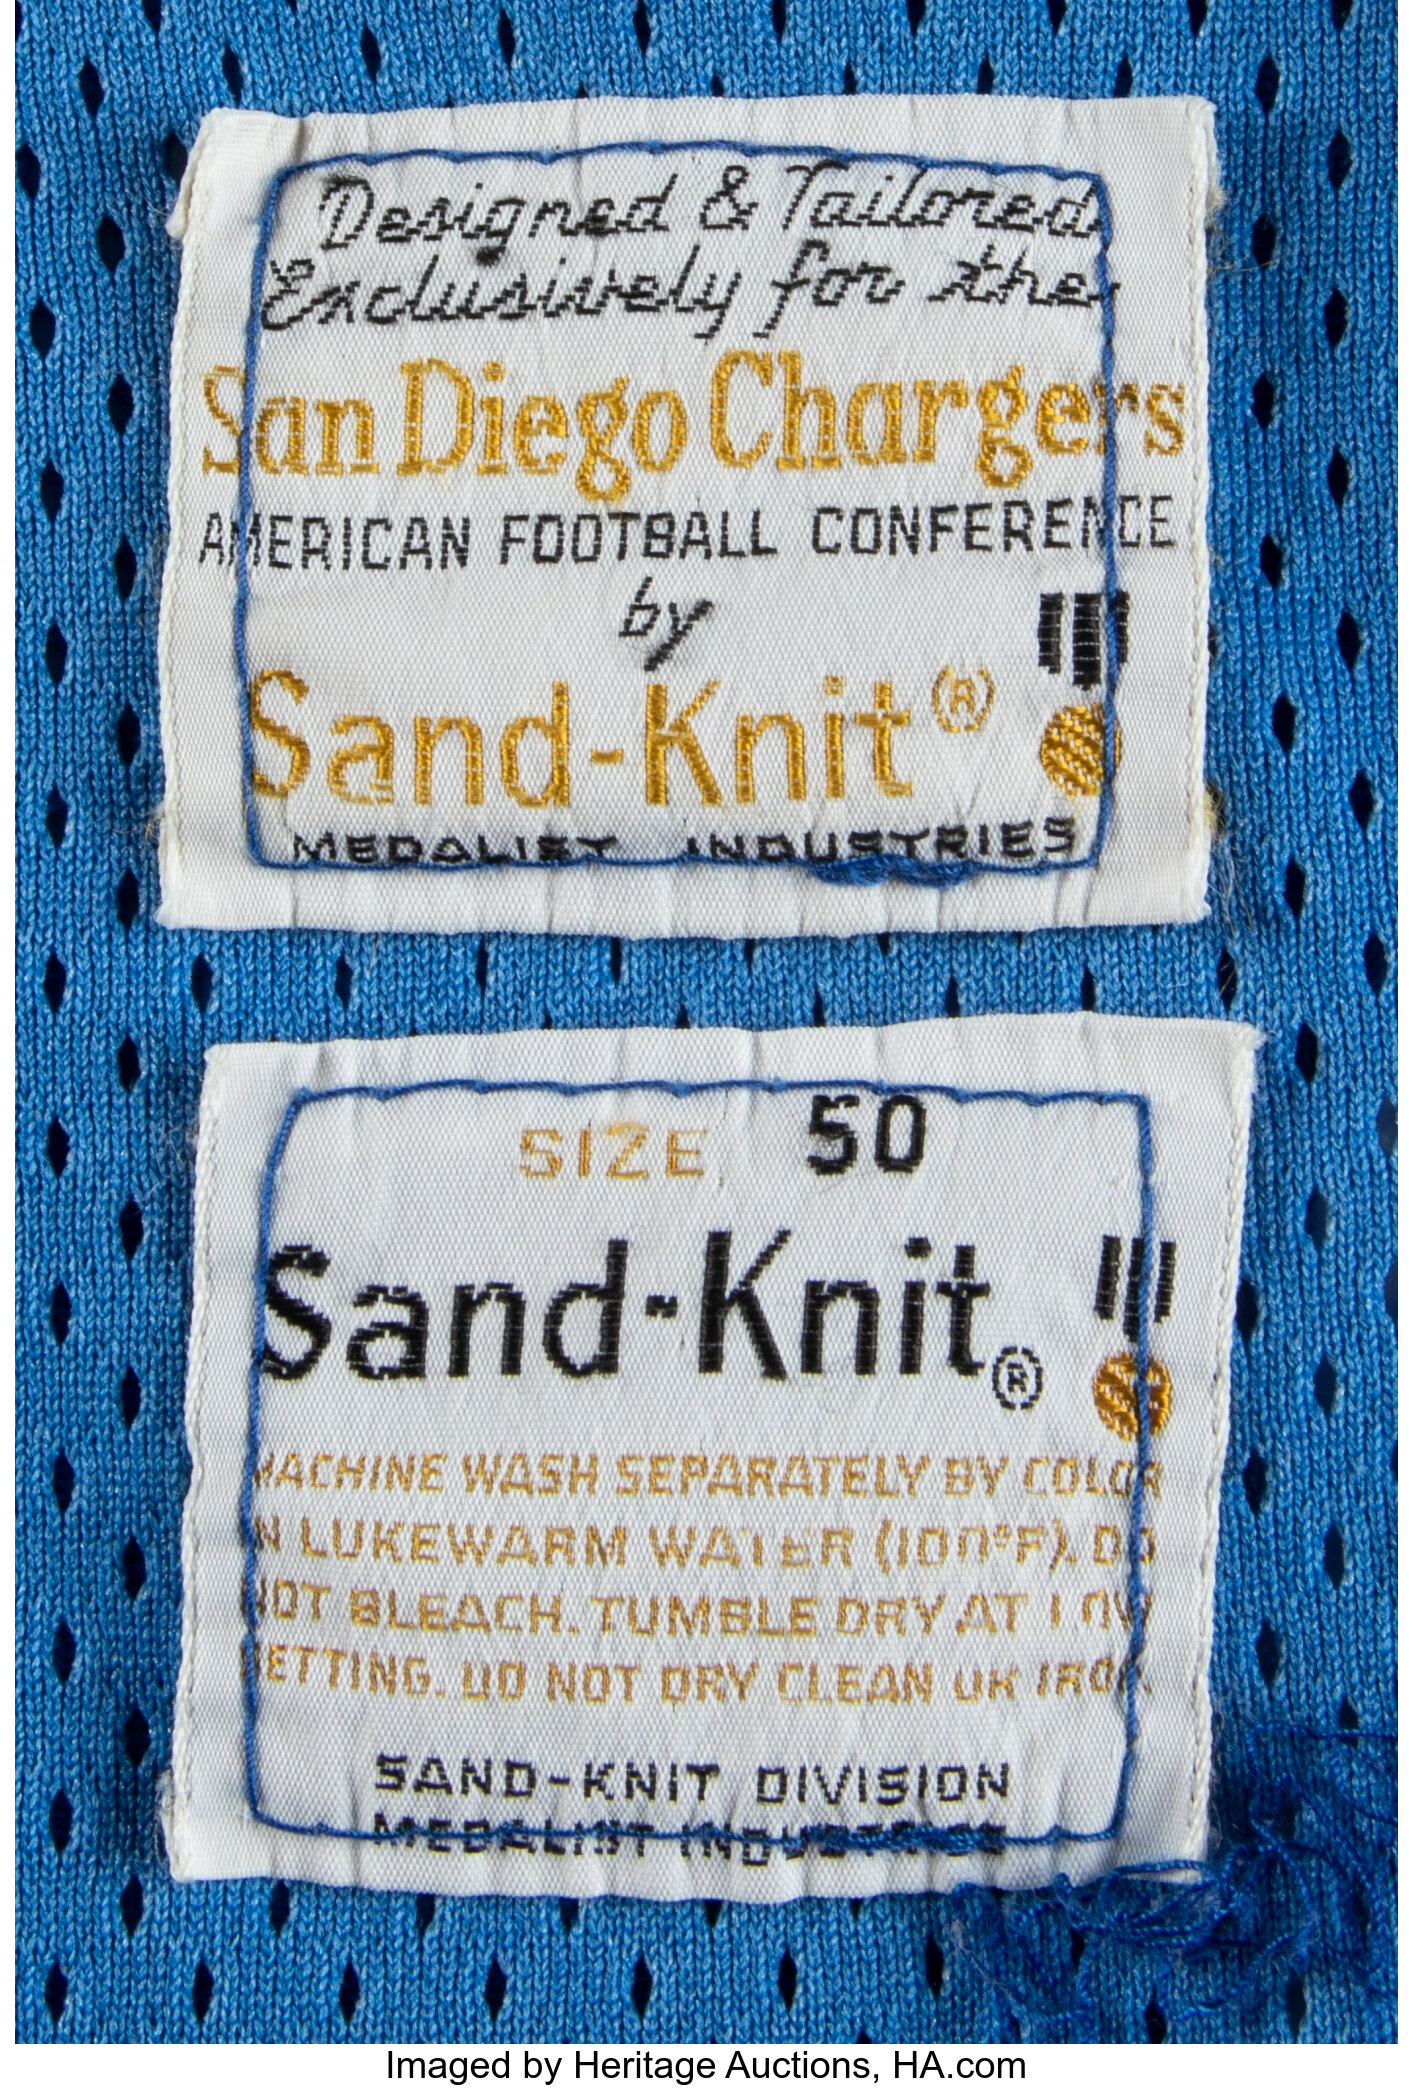 Designed & Tailored
Exclusively for the
San Diego Chargers
AMERICAN FOOTBALL CONFERENCE
by
Sand-Knit®
MEDALIST INDUSTRIES
SIZE 50
Sand-Knit®
MACHINE WASH SEPARATELY BY COLOR
IN LUKEWARM WATER (100°F). DO
NOT BLEACH. TUMBLE DRY AT LOW
SETTING. DO NOT DRY CLEAN OR IRON.
SAND-KNIT DIVISION
MEDALIST INDUSTRIES
Imaged by Heritage Auctions, HA.com